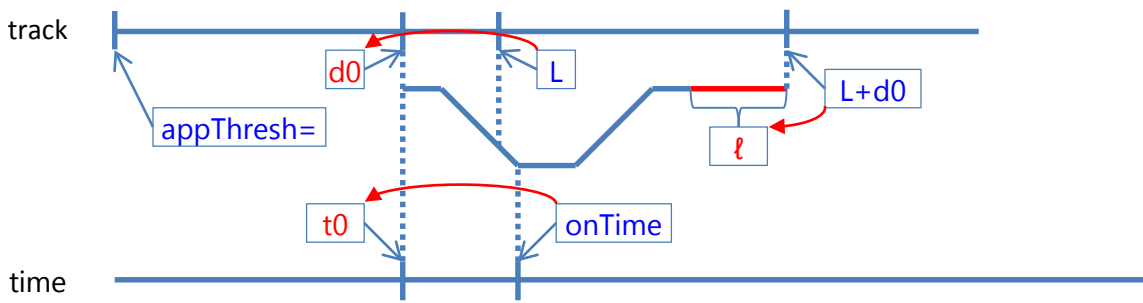 track
d0
L
L+d0
appThresh=
ℓ
t0
onTime
time